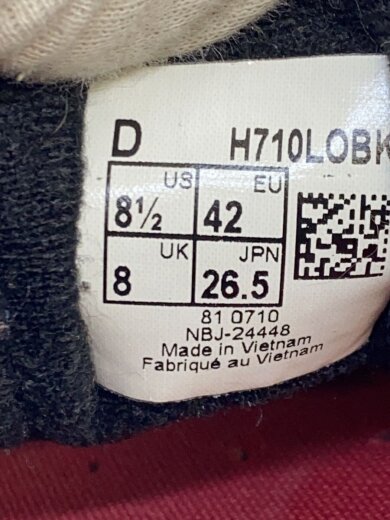 D H710LOBK
US EU
8½ 42
UK JPN
8 26.5
81 0710
NBJ-24448
Made in Vietnam
Fabriqué au Vietnam